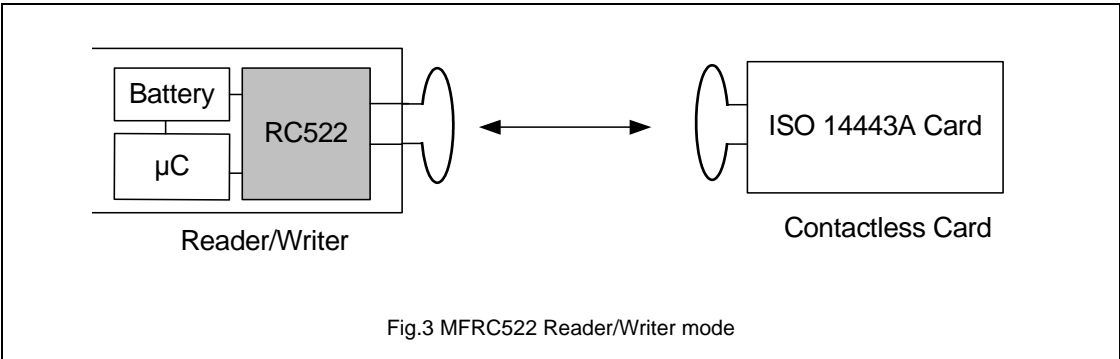 Battery
RC522
µC
ISO 14443A Card
Reader/Writer
Contactless Card
Fig.3 MFRC522 Reader/Writer mode